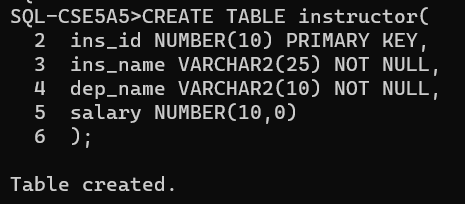 SQL-CSE5A5>CREATE TABLE instructor(
  2  ins_id NUMBER(10) PRIMARY KEY,
  3  ins_name VARCHAR2(25) NOT NULL,
  4  dep_name VARCHAR2(10) NOT NULL,
  5  salary NUMBER(10,0)
  6  );

Table created.